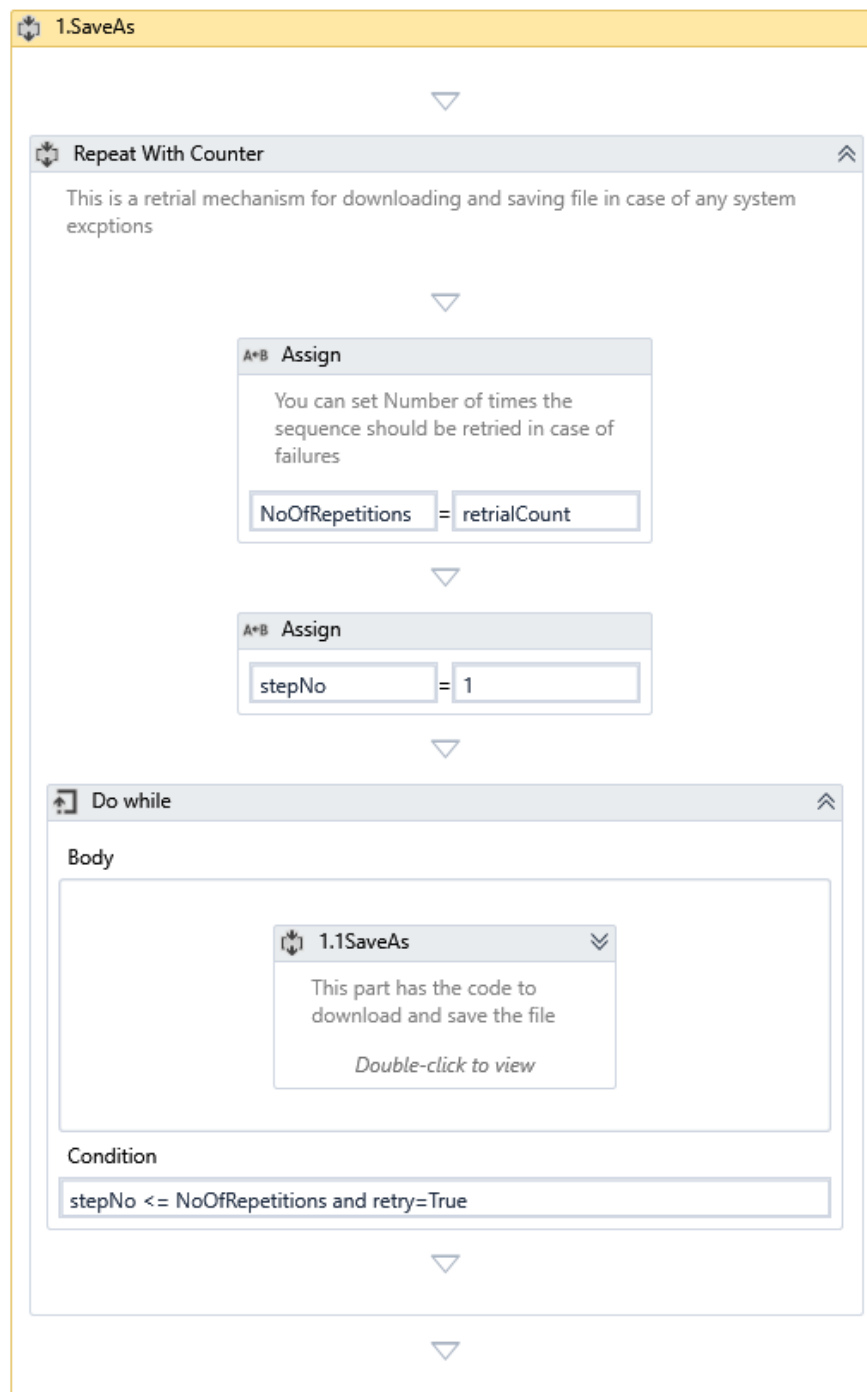 1.SaveAs
Repeat With Counter
This is a retrial mechanism for downloading and saving file in case of any system
excptions
A+B Assign
You can set Number of times the
sequence should be retried in case of
failures
NoOfRepetitions = retrialCount
A+B Assign
stepNo = 1
Do while
Body
1.1SaveAs
This part has the code to
download and save the file
Double-click to view
Condition
stepNo <= NoOfRepetitions and retry=True